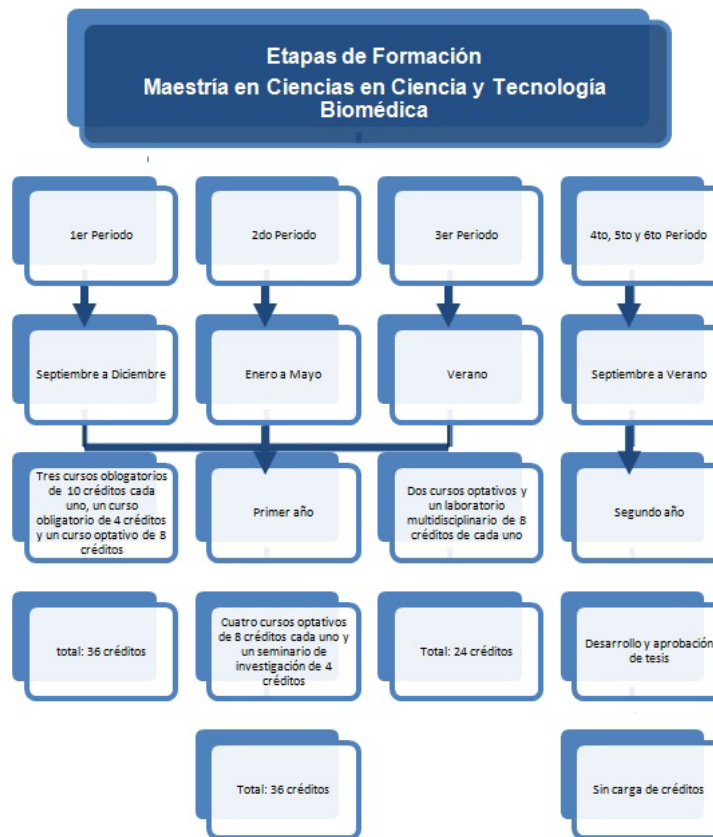 Etapas de Formación
Maestría en Ciencias en Ciencia y Tecnología
Biomédica
1er Periodo
2do Periodo
3er Periodo
4to, 5to y 6to Periodo
Septiembre a Diciembre
Enero a Mayo
Verano
Septiembre a Verano
Tres cursos oblogatorios
de 10 créditos cada
uno, un curso
obligatorio de 4 créditos
y un curso optativo de 8
créditos
Primer año
Dos cursos optativos y
un laboratorio
multidisciplinario de 8
créditos de cada uno
Segundo año
total: 36 créditos
Cuatro cursos optativos
de 8 créditos cada uno y
un seminario de
investigación de 4
créditos
Total: 24 créditos
Desarrollo y aprobación
de tesis
Total: 36 créditos
Sin carga de créditos